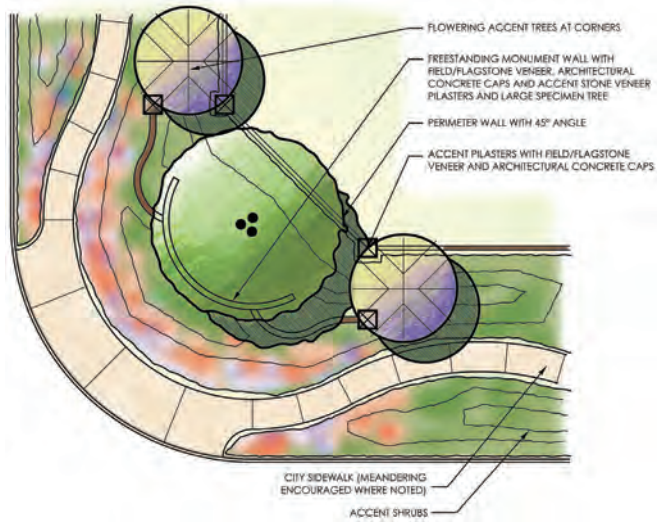 FLOWERING ACCENT TREES AT CORNERS
FREESTANDING MONUMENT WALL WITH
FIELD/FLAGSTONE VENEER, ARCHITECTURAL
CONCRETE CAPS AND ACCENT STONE VENEER
PILASTERS AND LARGE SPECIMEN TREE
PERIMETER WALL WITH 45° ANGLE
ACCENT PILASTERS WITH FIELD/FLAGSTONE
VENEER AND ARCHITECTURAL CONCRETE CAPS
CITY SIDEWALK (MEANDERING
ENCOURAGED WHERE NOTED)
ACCENT SHRUBS